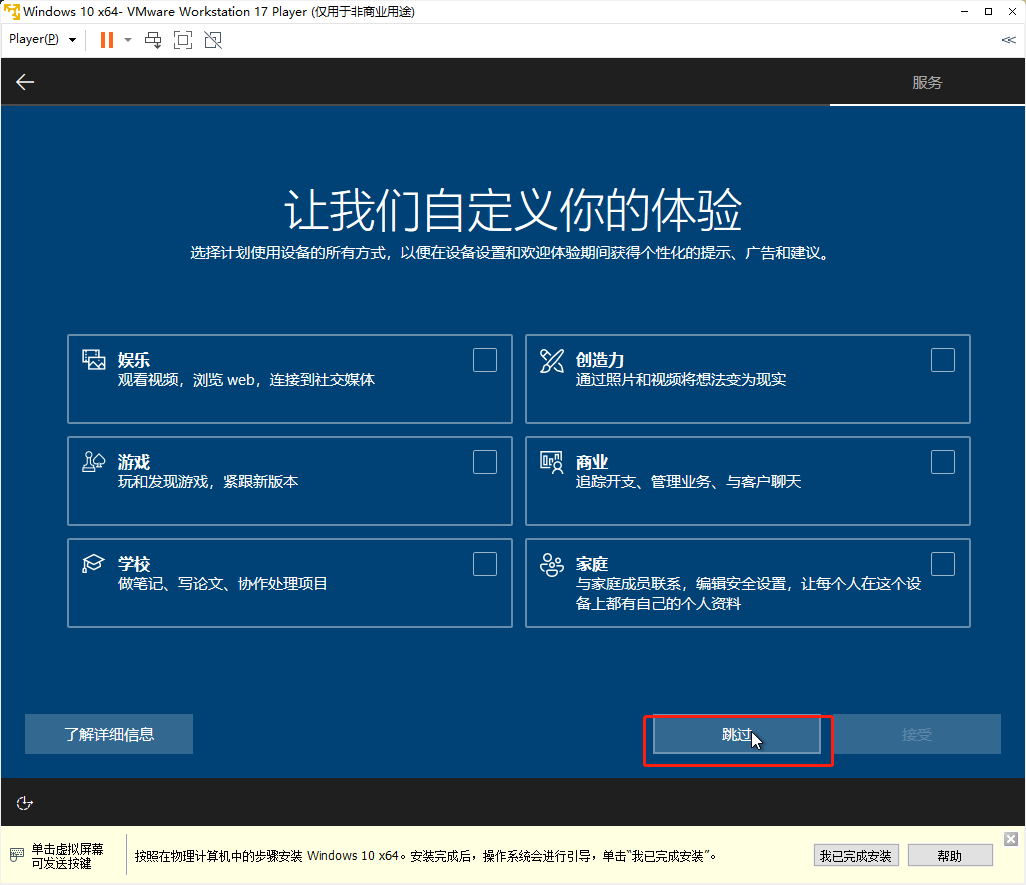 Windows 10 x64- VMware Workstation 17 Player (仅用于非商业用途)
Player(P)
服务
让我们自定义你的体验
选择计划使用设备的所有方式，以便在设备设置和欢迎体验期间获得个性化的提示、广告和建议。
娱乐
观看视频，浏览 web，连接到社交媒体
创造力
通过照片和视频将想法变为现实
游戏
玩和发现游戏，紧跟新版本
商业
追踪开支、管理业务、与客户聊天
学校
做笔记、写论文、协作处理项目
家庭
与家庭成员联系，编辑安全设置，让每个人在这个设
备上都有自己的个人资料
了解详细信息
跳过
接受
单击虚拟屏幕
可发送按键
按照在物理计算机中的步骤安装 Windows 10 x64。安装完成后，操作系统会进行引导，单击“我已完成安装”。
我已完成安装
帮助